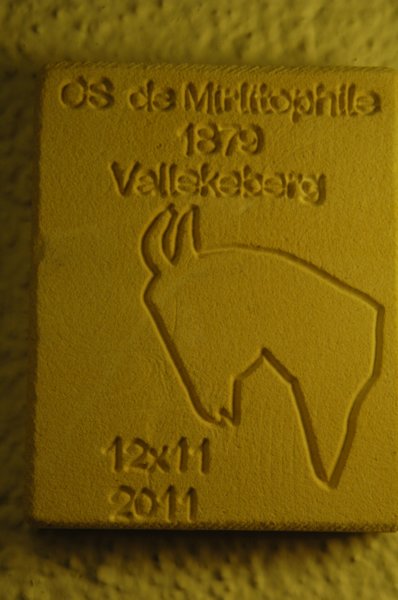 CS de Mirlitophile
1879
Vallekeberg
12x11
2011